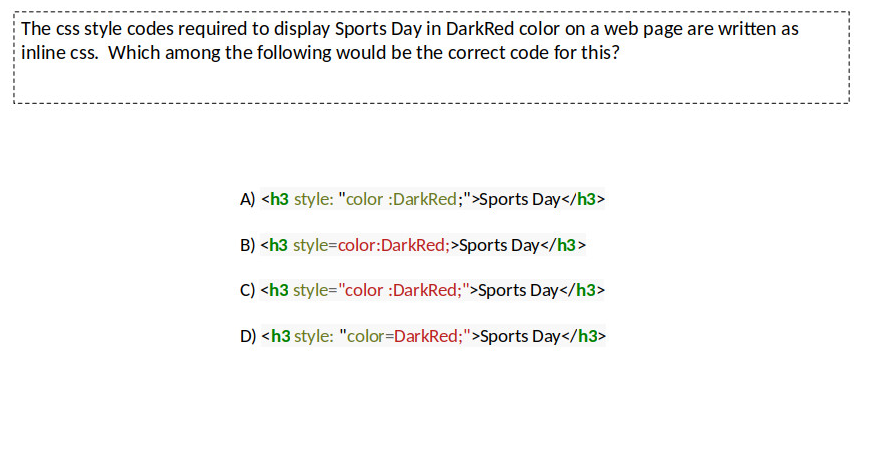 The css style codes required to display Sports Day in DarkRed color on a web page are written as
inline css.  Which among the following would be the correct code for this?
A) <h3 style: "color :DarkRed;">Sports Day</h3>
B) <h3 style=color:DarkRed;>Sports Day</h3>
C) <h3 style="color :DarkRed;">Sports Day</h3>
D) <h3 style: "color=DarkRed;">Sports Day</h3>